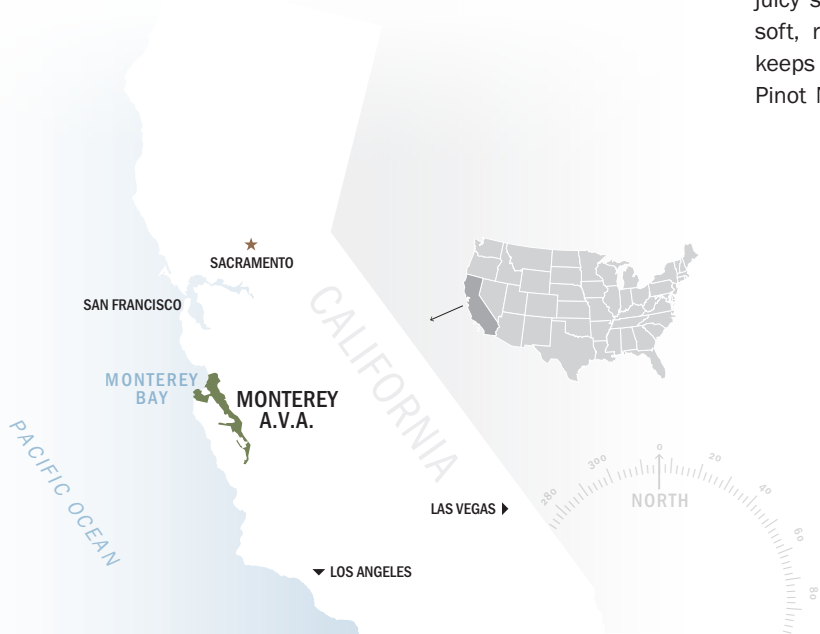 juicy
soft,
keeps
Pinot
SACRAMENTO
SAN FRANCISCO
CALIFORNIA
MONTEREY
BAY
MONTEREY
A.V.A.
PACIFIC OCEAN
LAS VEGAS
LOS ANGELES
280
300
0
20
40
60
80
NORTH